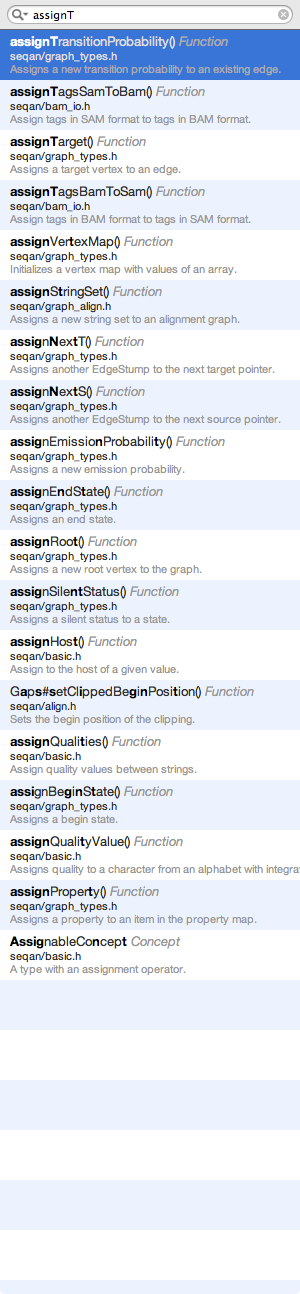 assignT
assignTransitionProbability() Function
seqan/graph_types.h
Assigns a new transition probability to an existing edge.
assignTagsSamToBam() Function
seqan/bam_io.h
Assign tags in SAM format to tags in BAM format.
assignTarget() Function
seqan/graph_types.h
Assigns a target vertex to an edge.
assignTagsBamToSam() Function
seqan/bam_io.h
Assign tags in BAM format to tags in SAM format.
assignVertexMap() Function
seqan/graph_types.h
Initializes a vertex map with values of an array.
assignStringSet() Function
seqan/graph_align.h
Assigns a new string set to an alignment graph.
assignNextT() Function
seqan/graph_types.h
Assigns another EdgeStump to the next target pointer.
assignNextS() Function
seqan/graph_types.h
Assigns another EdgeStump to the next source pointer.
assignEmissionProbability() Function
seqan/graph_types.h
Assigns a new emission probability.
assignEndState() Function
seqan/graph_types.h
Assigns an end state.
assignRoot() Function
seqan/graph_types.h
Assigns a new root vertex to the graph.
assignSilentStatus() Function
seqan/graph_types.h
Assigns a silent status to a state.
assignHost() Function
seqan/basic.h
Assign to the host of a given value.
Gaps#setClippedBeginPosition() Function
seqan/align.h
Sets the begin position of the clipping.
assignQualities() Function
seqan/basic.h
Assign quality values between strings.
assignBeginState() Function
seqan/graph_types.h
Assigns a begin state.
assignQualityValue() Function
seqan/basic.h
Assigns quality to a character from an alphabet with integra
assignProperty() Function
seqan/graph_types.h
Assigns a property to an item in the property map.
AssignableConcept Concept
seqan/basic.h
A type with an assignment operator.